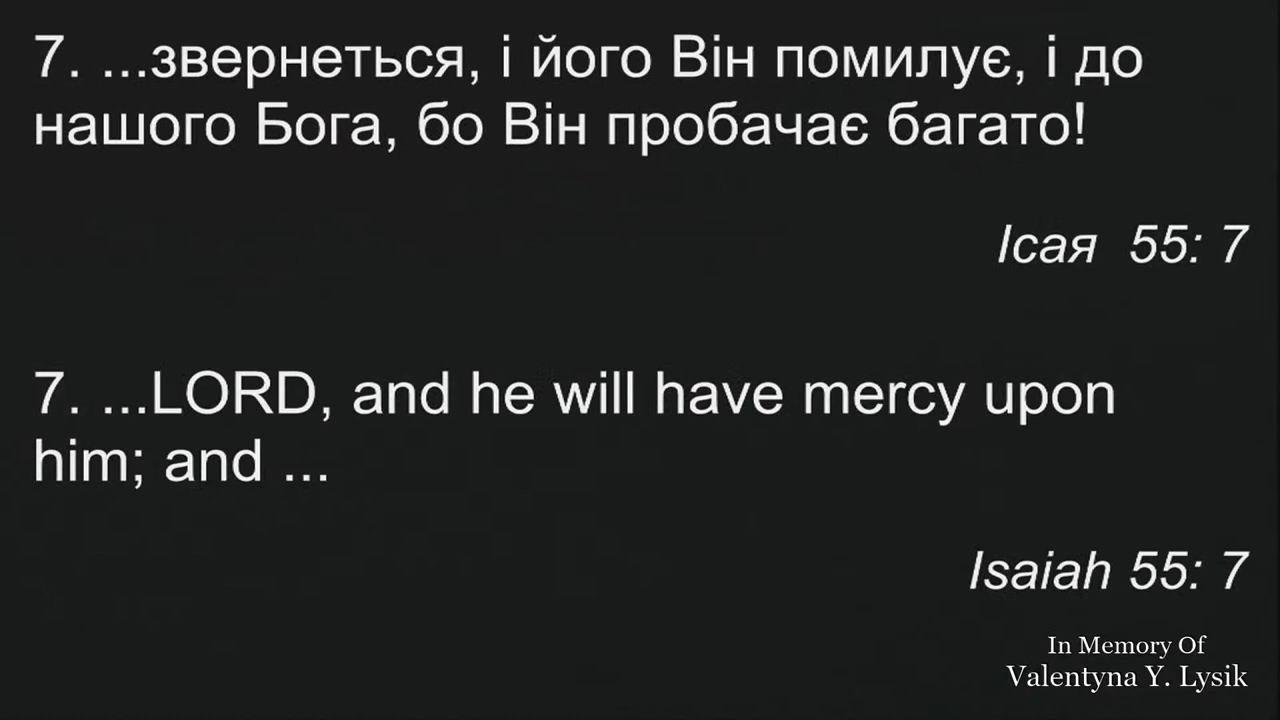 7. ...звернеться, і його Він помилує, і до
нашого Бога, бо Він пробачає багато!
Ісая 55: 7
7. ...LORD, and he will have mercy upon
him; and ...
Isaiah 55: 7
In Memory Of
Valentyna Y. Lysik